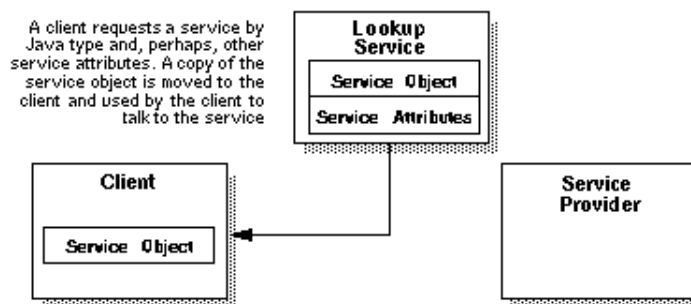 A client requests a service by
Java type and, perhaps, other
service attributes. A copy of the
service object is moved to the
client and used by the client to
talk to the service
Lookup
Service
Service Object
Service Attributes
Client
Service Object
Service
Provider